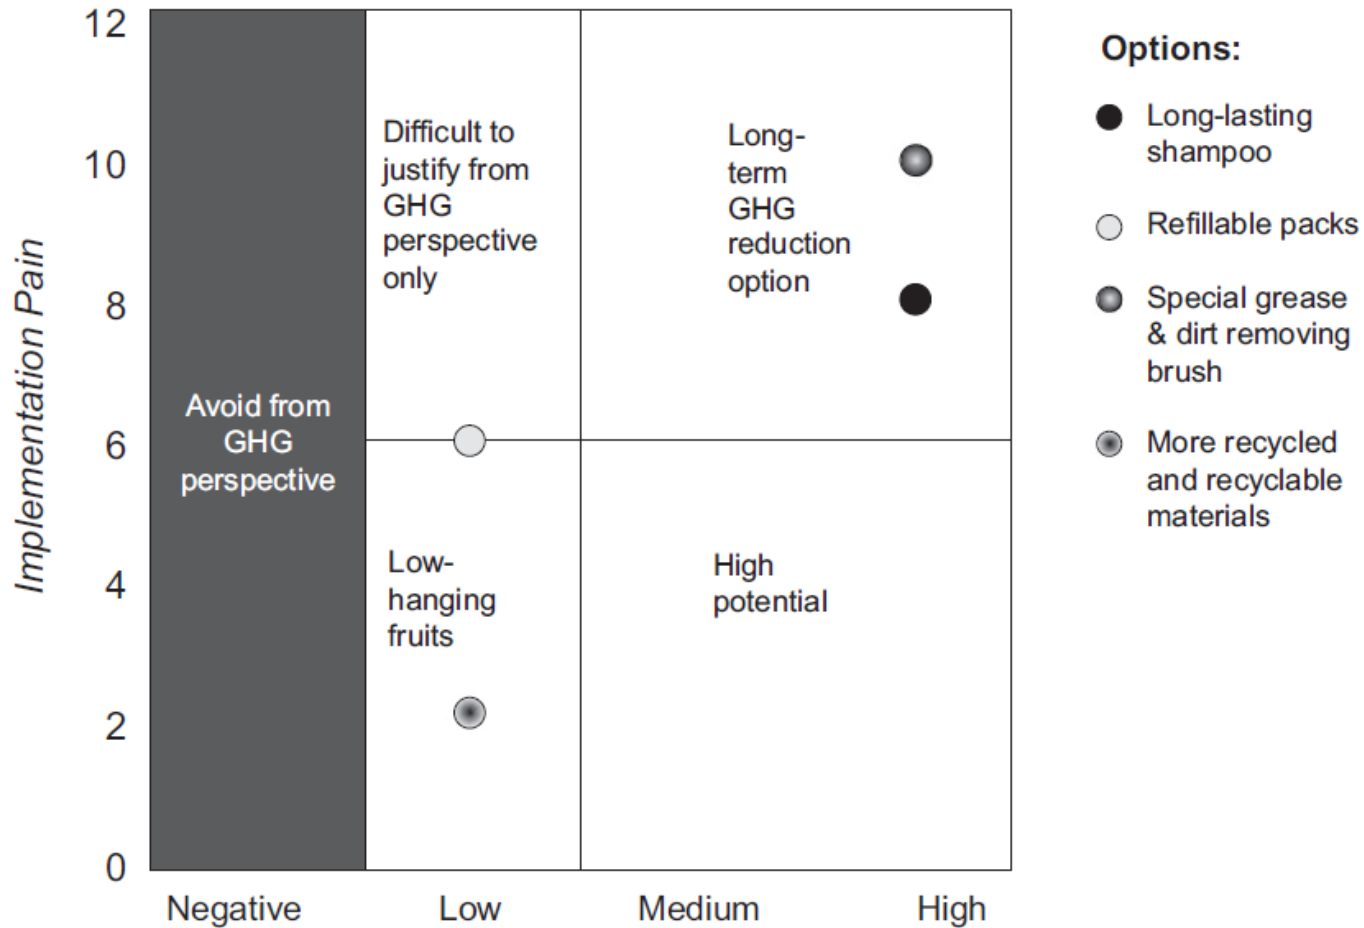 Implementation Pain
12
10
8
6
4
2
0
Avoid from
GHG
perspective
Difficult to
justify from
GHG
perspective
only
Long-
term
GHG
reduction
option
Low-
hanging
fruits
High
potential
Negative
Low
Medium
High
Options:
Long-lasting
shampoo
Refillable packs
Special grease
& dirt removing
brush
More recycled
and recyclable
materials